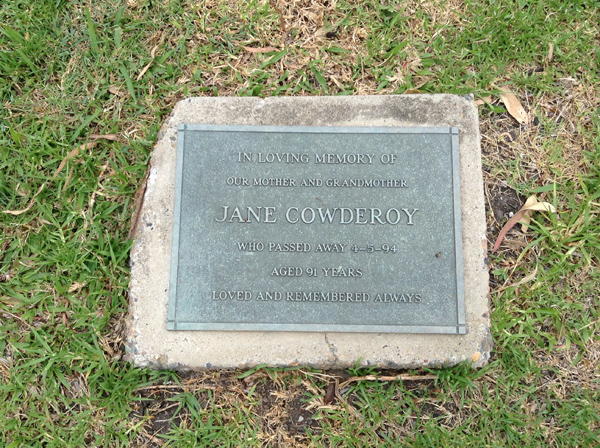 IN LOVING MEMORY OF
OUR MOTHER AND GRANDMOTHER
JANE COWDEROY
WHO PASSED AWAY 4-5-94
AGED 91 YEARS
LOVED AND REMEMBERED ALWAYS